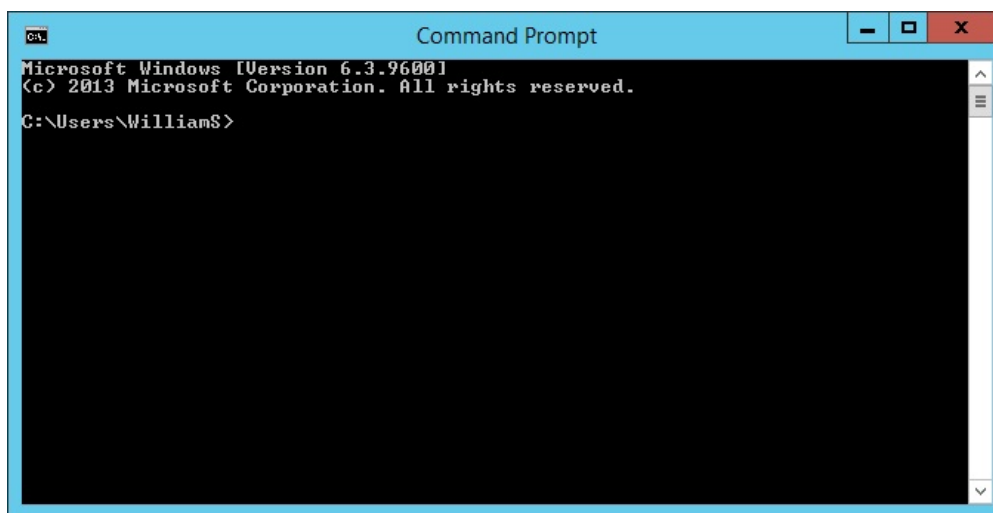 C:\.
Command Prompt
Microsoft Windows [Version 6.3.9600]
(c) 2013 Microsoft Corporation. All rights reserved.
C:\Users\WilliamS>